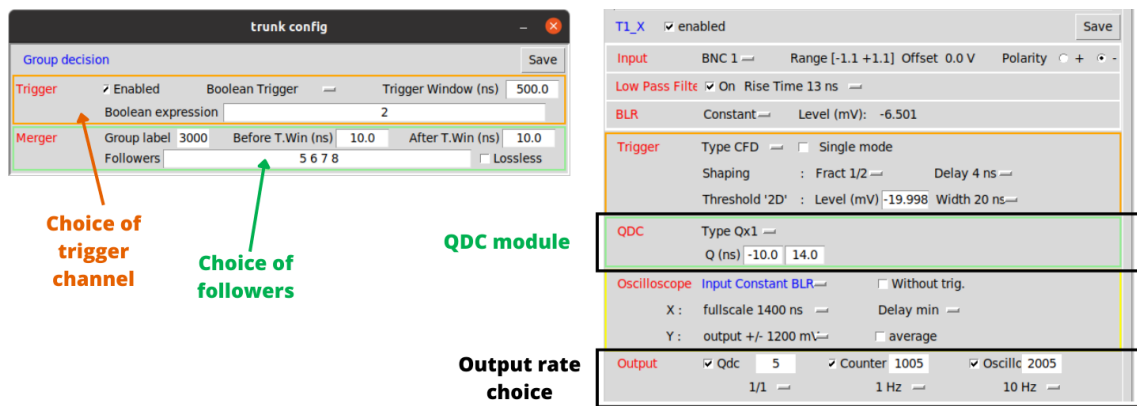 trunk config
Group decision Save
Trigger Enabled Boolean Trigger Trigger Window (ns) 500.0
Boolean expression 2
Merger Group label 3000 Before T.Win (ns) 10.0 After T.Win (ns) 10.0
Followers 5 6 7 8 Lossless
Choice of
trigger
channel
Choice of
followers
QDC module
Output rate
choice
T1_X enabled Save
Input BNC 1 Range [-1.1 +1.1] Offset 0.0 V Polarity + -
Low Pass Filte On Rise Time 13 ns
BLR Constant Level (mV): -6.501
Trigger Type CFD Single mode
Shaping : Fract 1/2 Delay 4 ns
Threshold '2D' : Level (mV) -19.998 Width 20 ns
QDC Type Qx1
Q (ns) -10.0 14.0
Oscilloscope Input Constant BLR Without trig.
X : fullscale 1400 ns Delay min
Y : output +/- 1200 mV average
Output Qdc 5 Counter 1005 Oscillc 2005
1/1 1 Hz 10 Hz